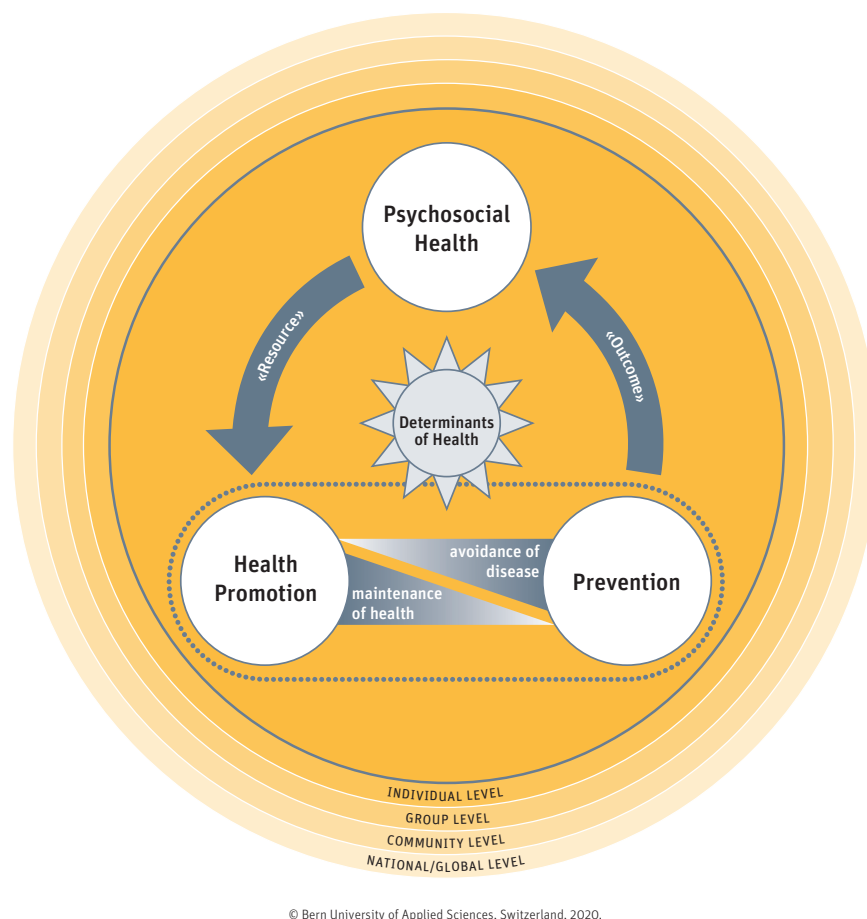 Psychosocial
Health
«Resource»
«Outcome»
Determinants
of Health
Health
Promotion
avoidance of
disease
maintenance
of health
Prevention
INDIVIDUAL LEVEL
GROUP LEVEL
COMMUNITY LEVEL
NATIONAL/GLOBAL LEVEL
© Bern University of Applied Sciences, Switzerland, 2020.